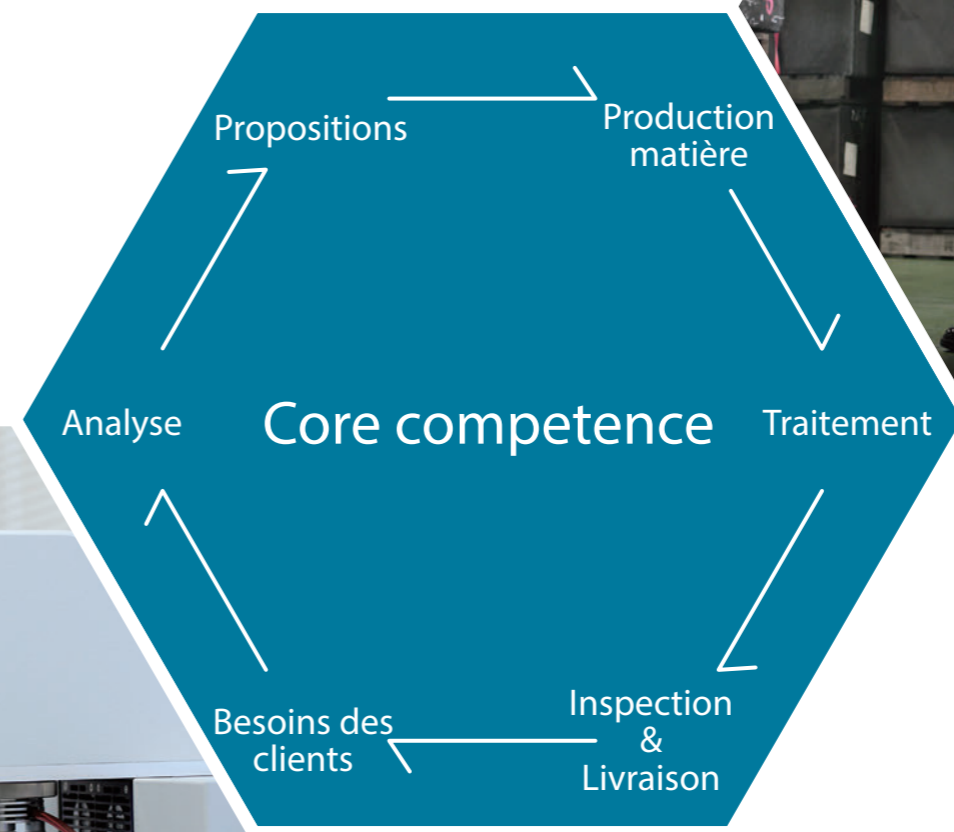 Propositions
Production
matière
Analyse
Core competence
Traitement
Besoins des
clients
Inspection
&
Livraison